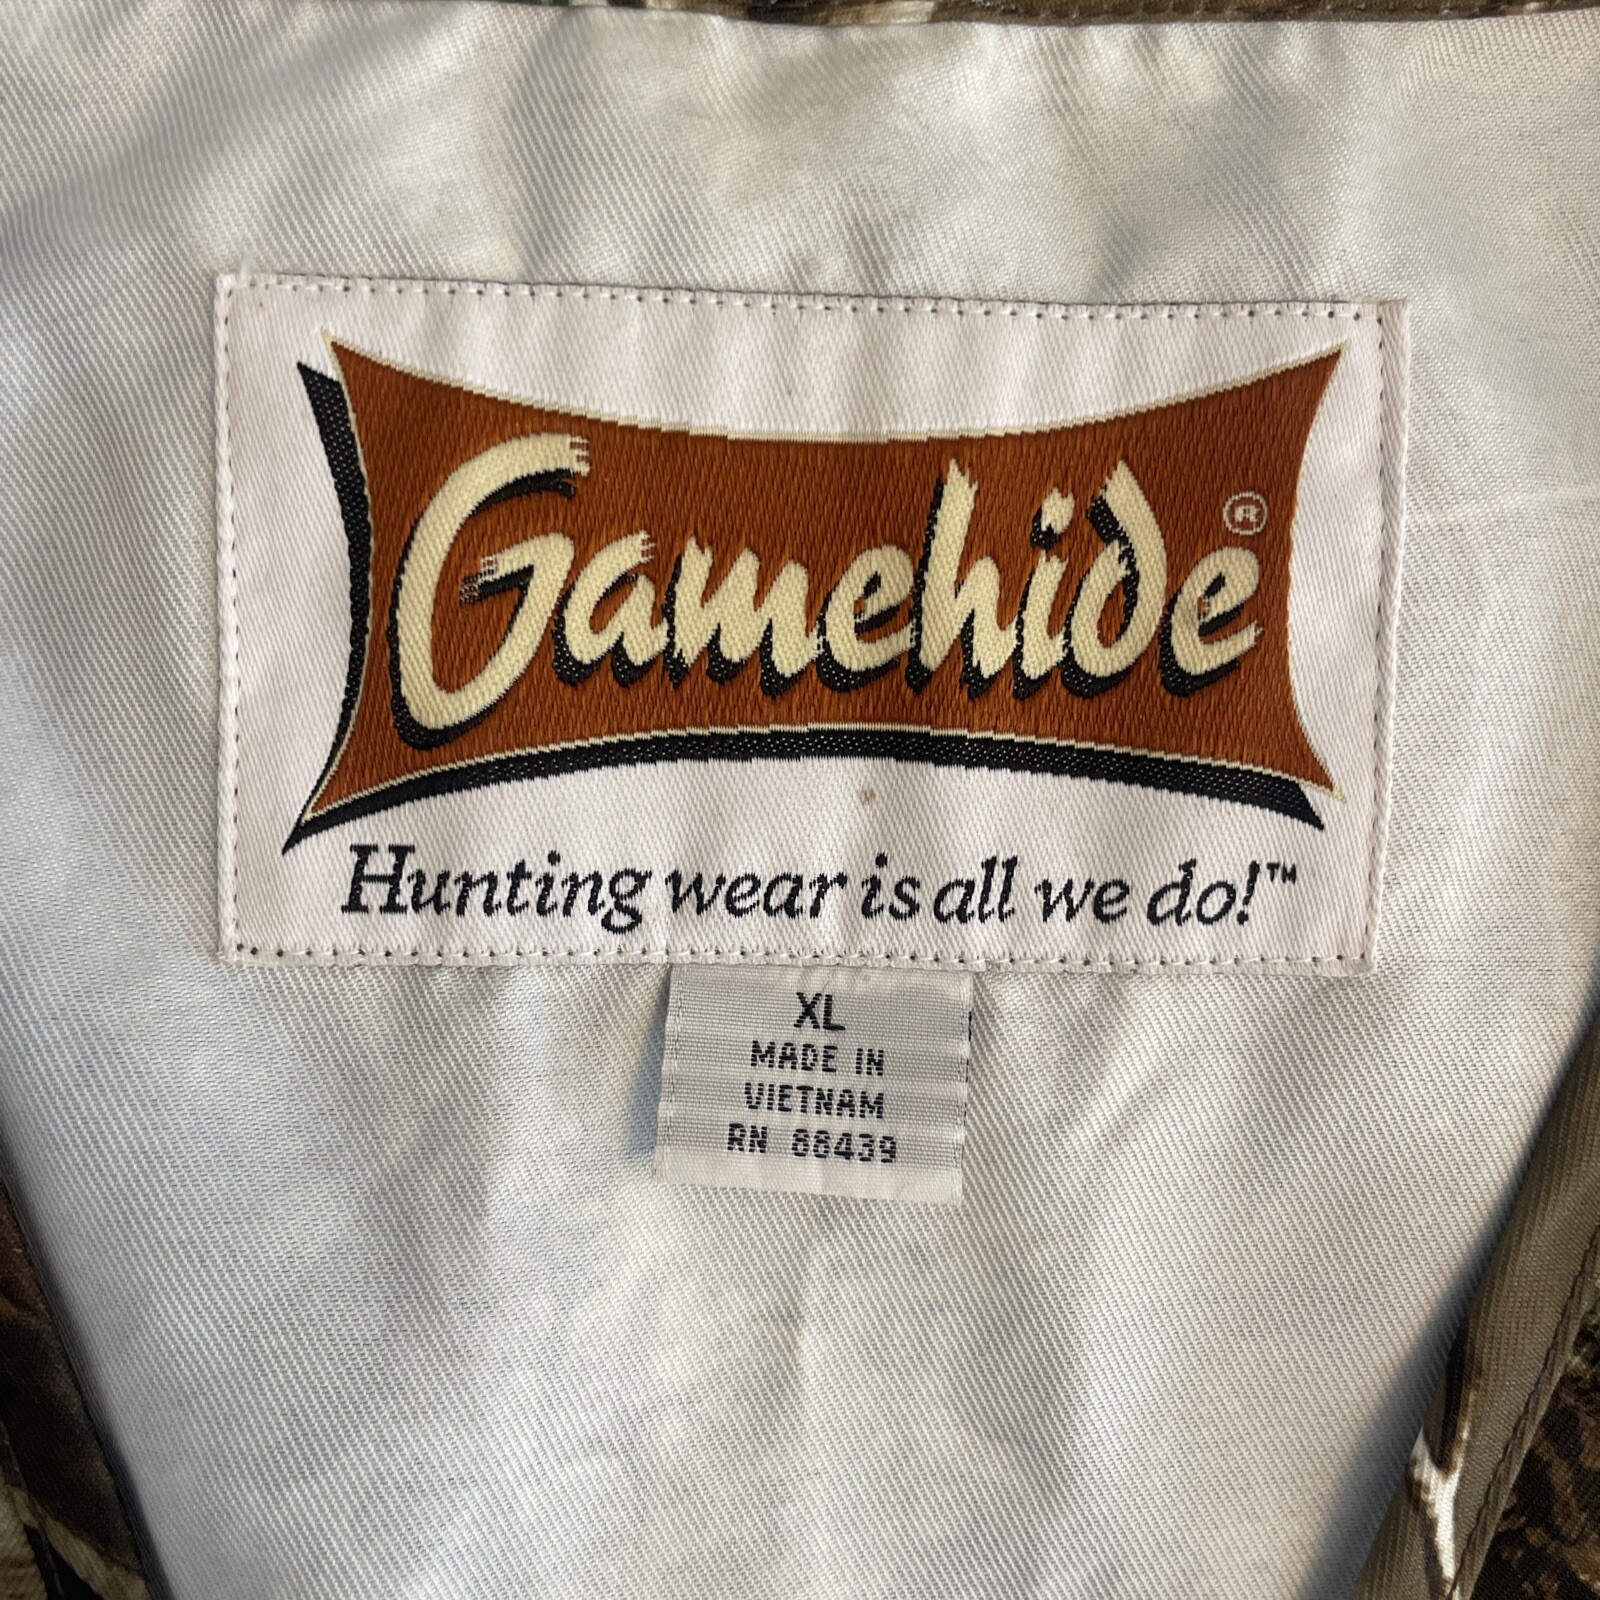 Gamehide®
Hunting wear is all we do!™
XL
MADE IN
VIETNAM
RN 88439